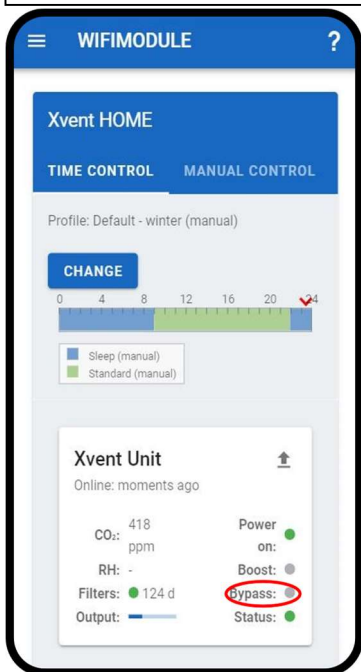 WIFIMODULE ?
Xvent HOME
TIME CONTROL MANUAL CONTROL
Profile: Default - winter (manual)
CHANGE
0 4 8 12 16 20 24
Sleep (manual)
Standard (manual)
Xvent Unit
Online: moments ago
CO₂: 418 ppm
Power on:
RH: -
Boost:
Filters: 124 d
Bypass:
Output:
Status: